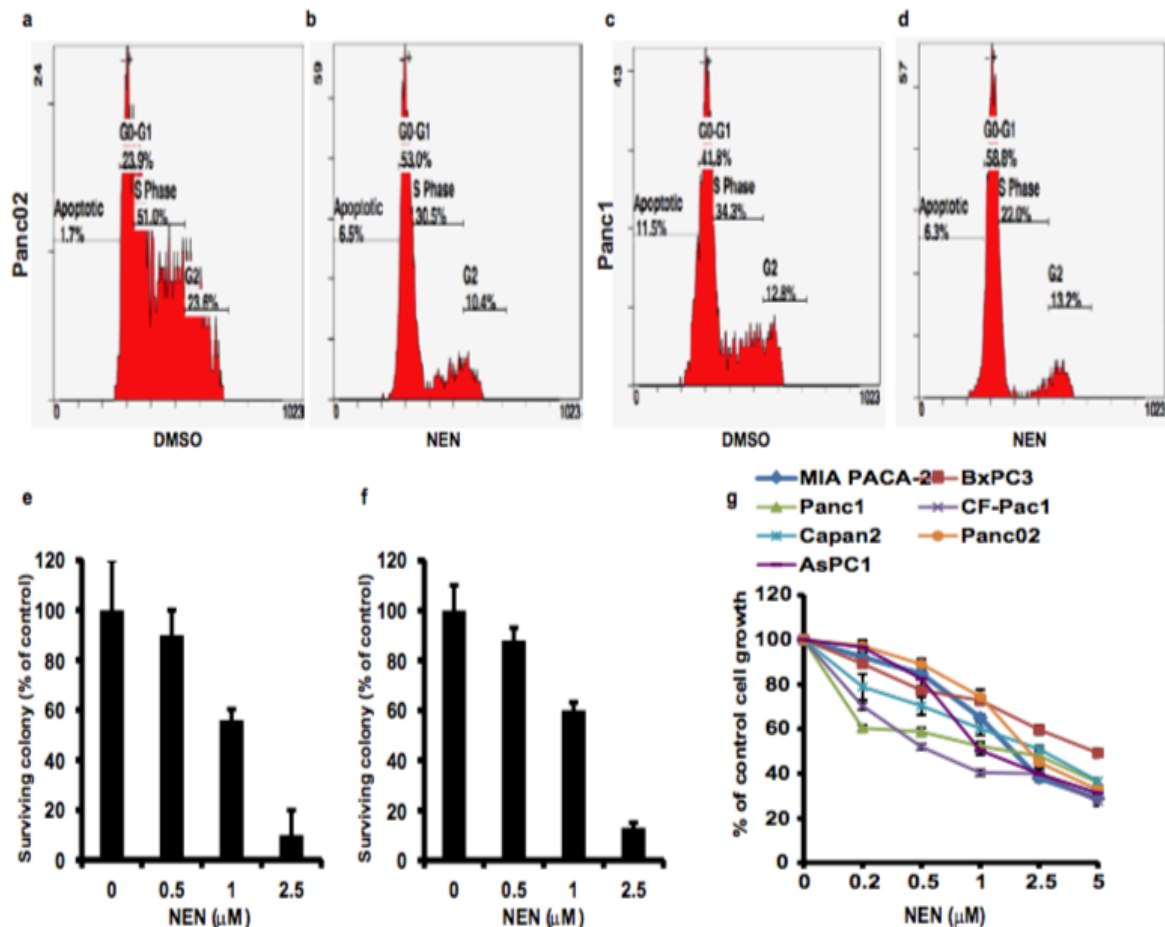 a
b
c
d
Panc02
24
G0-G1
23.9%
S Phase
51.0%
Apoptotic
1.7%
G2
23.6%
0
1023
DMSO
59
G0-G1
53.0%
S Phase
30.5%
Apoptotic
6.5%
G2
10.4%
0
1023
NEN
Panc1
43
G0-G1
41.8%
S Phase
34.3%
Apoptotic
11.5%
G2
12.8%
0
1023
DMSO
57
G0-G1
58.8%
S Phase
22.0%
Apoptotic
6.3%
G2
13.2%
0
1023
NEN
e
Surviving colony (% of control)
120
100
80
60
40
20
0
0 0.5 1 2.5
NEN (μM)
f
Surviving colony (% of control)
120
100
80
60
40
20
0
0 0.5 1 2.5
NEN (μM)
g
MIA PACA-2 BxPC3
Panc1 CF-Pac1
Capan2 Panc02
AsPC1
% of control cell growth
120
100
80
60
40
20
0
0 0.2 0.5 1 2.5 5
NEN (μM)